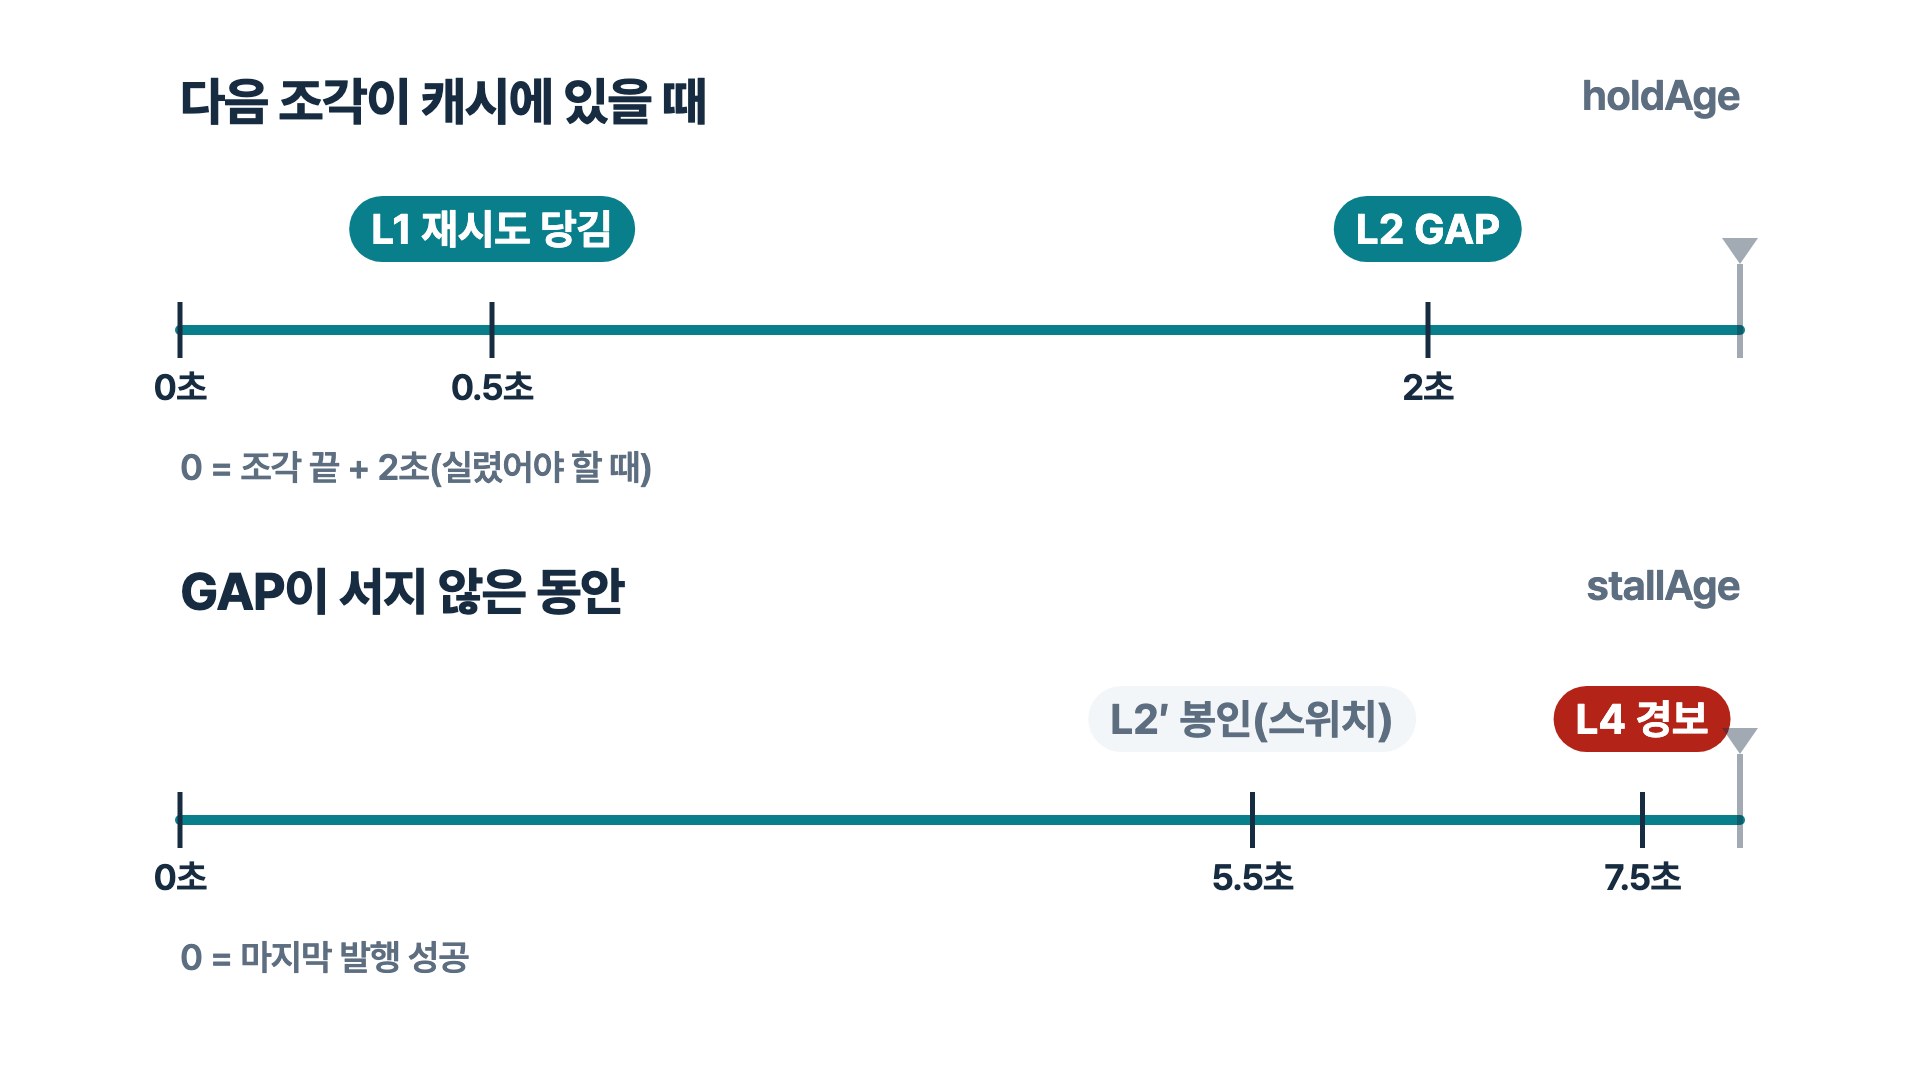 다음 조각이 캐시에 있을 때
holdAge
L1 재시도 당김
L2 GAP
0초
0.5초
2초
0 = 조각 끝 + 2초(실렸어야 할 때)
GAP이 서지 않은 동안
stallAge
L2′ 봉인(스위치)
L4 경보
0초
5.5초
7.5초
0 = 마지막 발행 성공